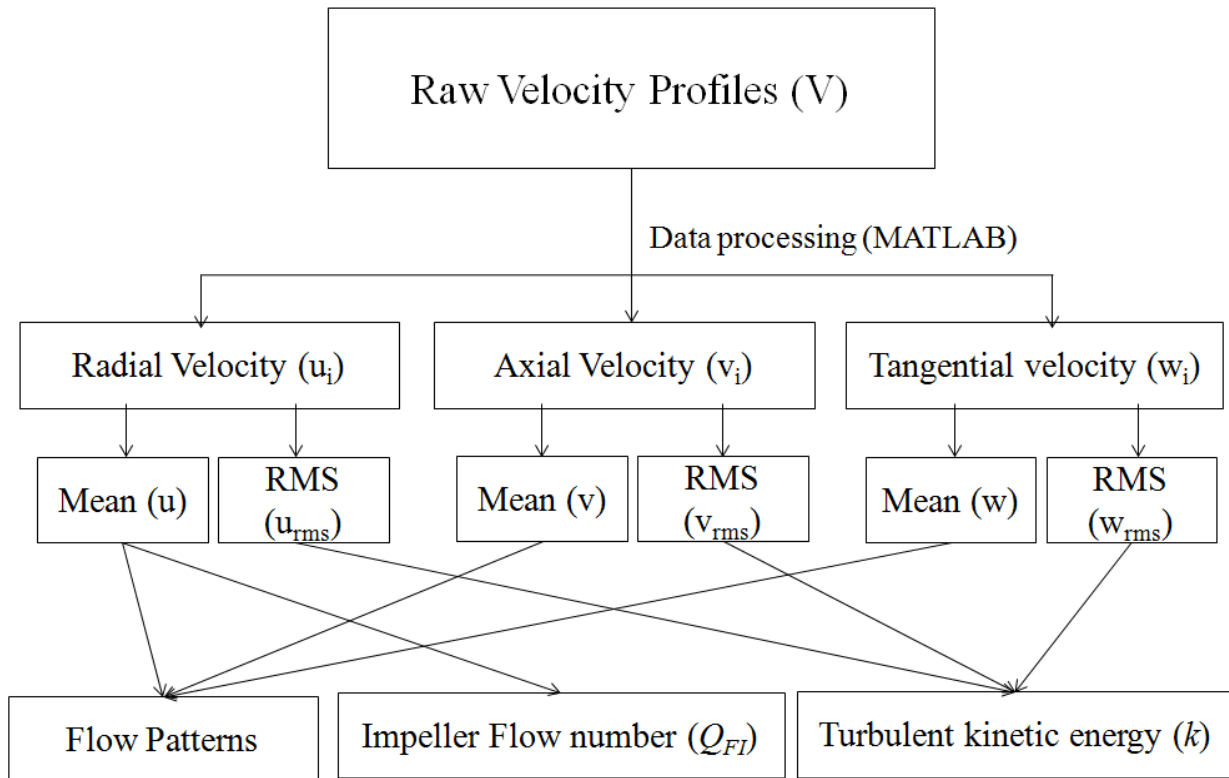 Raw Velocity Profiles (V)
Data processing (MATLAB)
Radial Velocity (uᵢ)
Axial Velocity (vᵢ)
Tangential velocity (wᵢ)
Mean (u)
RMS
(uᵣₘₛ)
Mean (v)
RMS
(vᵣₘₛ)
Mean (w)
RMS
(wᵣₘₛ)
Flow Patterns
Impeller Flow number (Q_FI)
Turbulent kinetic energy (k)